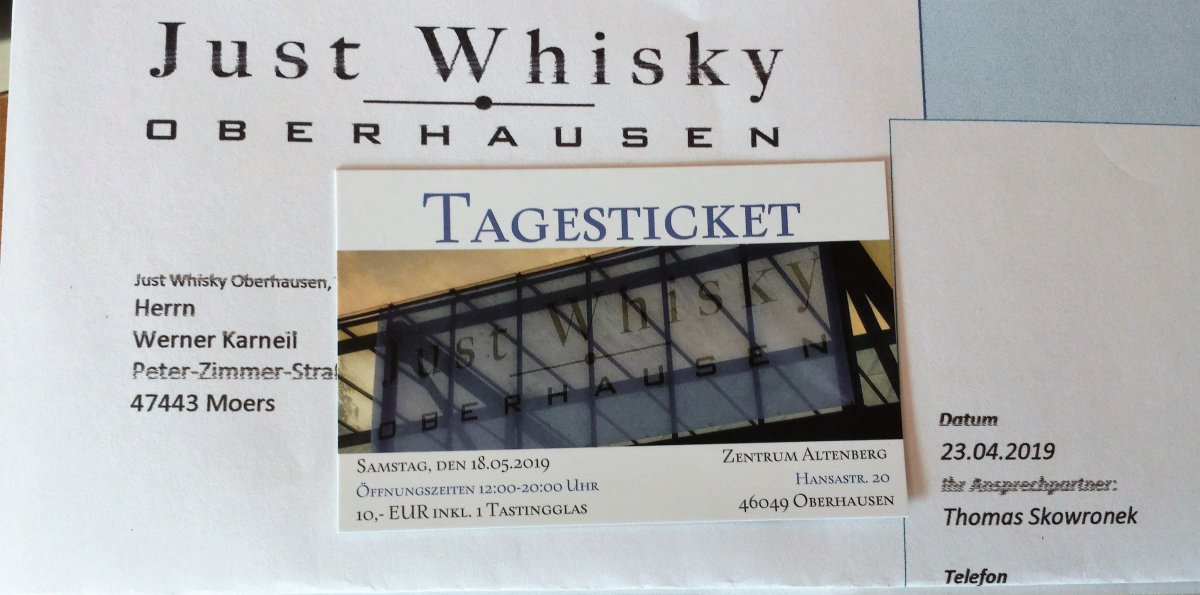 Just Whisky
OBERHAUSEN
TAGESTICKET
Just Whisky Oberhausen,
Herrn
Werner Karneil
Peter-Zimmer-Straß
47443 Moers
Just Whisky
OBERHAUSEN
SAMSTAG, DEN 18.05.2019
ÖFFNUNGSZEITEN 12:00-20:00 UHR
10,- EUR INKL. 1 TASTINGGLAS
ZENTRUM ALTENBERG
HANSASTR. 20
46049 OBERHAUSEN
Datum
23.04.2019
Ihr Ansprechpartner:
Thomas Skowronek
Telefon